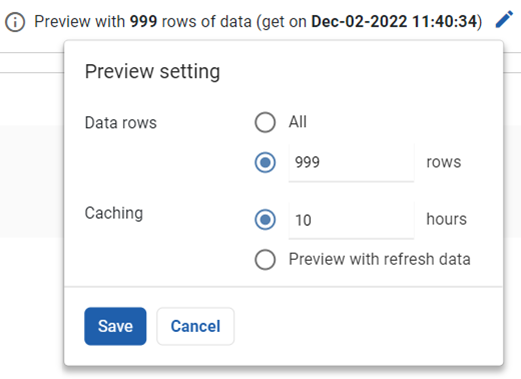 Preview with 999 rows of data (get on Dec-02-2022 11:40:34)
Preview setting
Data rows
All
999 rows
Caching
10 hours
Preview with refresh data
Save Cancel